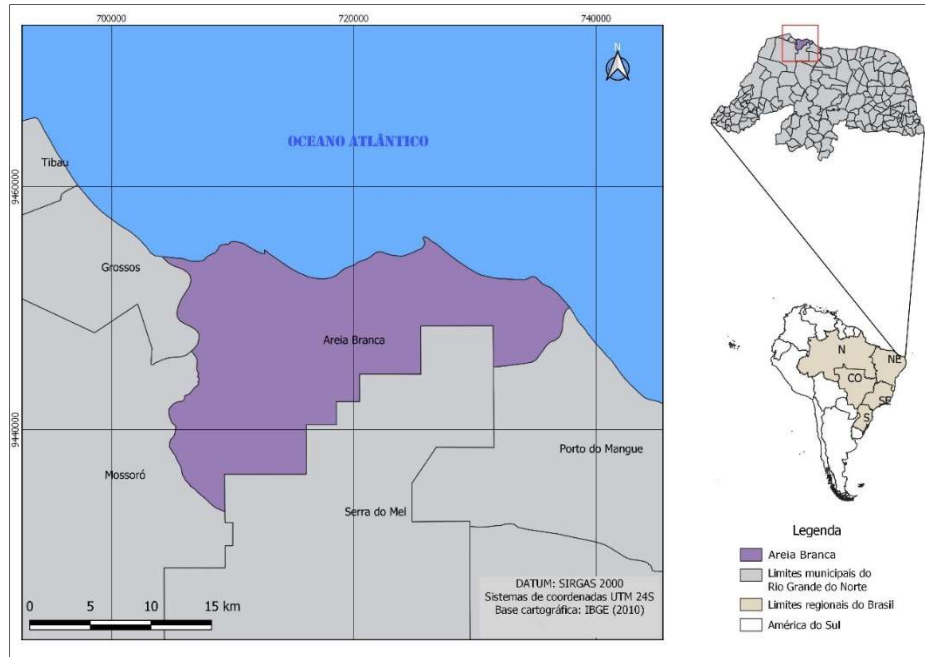 700000
720000
740000
N
OCEANO ATLÂNTICO
Tibau
9460000
Grossos
Areia Branca
9440000
Mossoró
Porto do Mangue
Serra do Mel
DATUM: SIRGAS 2000
Sistemas de coordenadas UTM 24S
Base cartográfica: IBGE (2010)
0 5 10 15 km
N
NE
CO
SE
S
Legenda
Areia Branca
Limites municipais do
Rio Grande do Norte
Limites regionais do Brasil
América do Sul